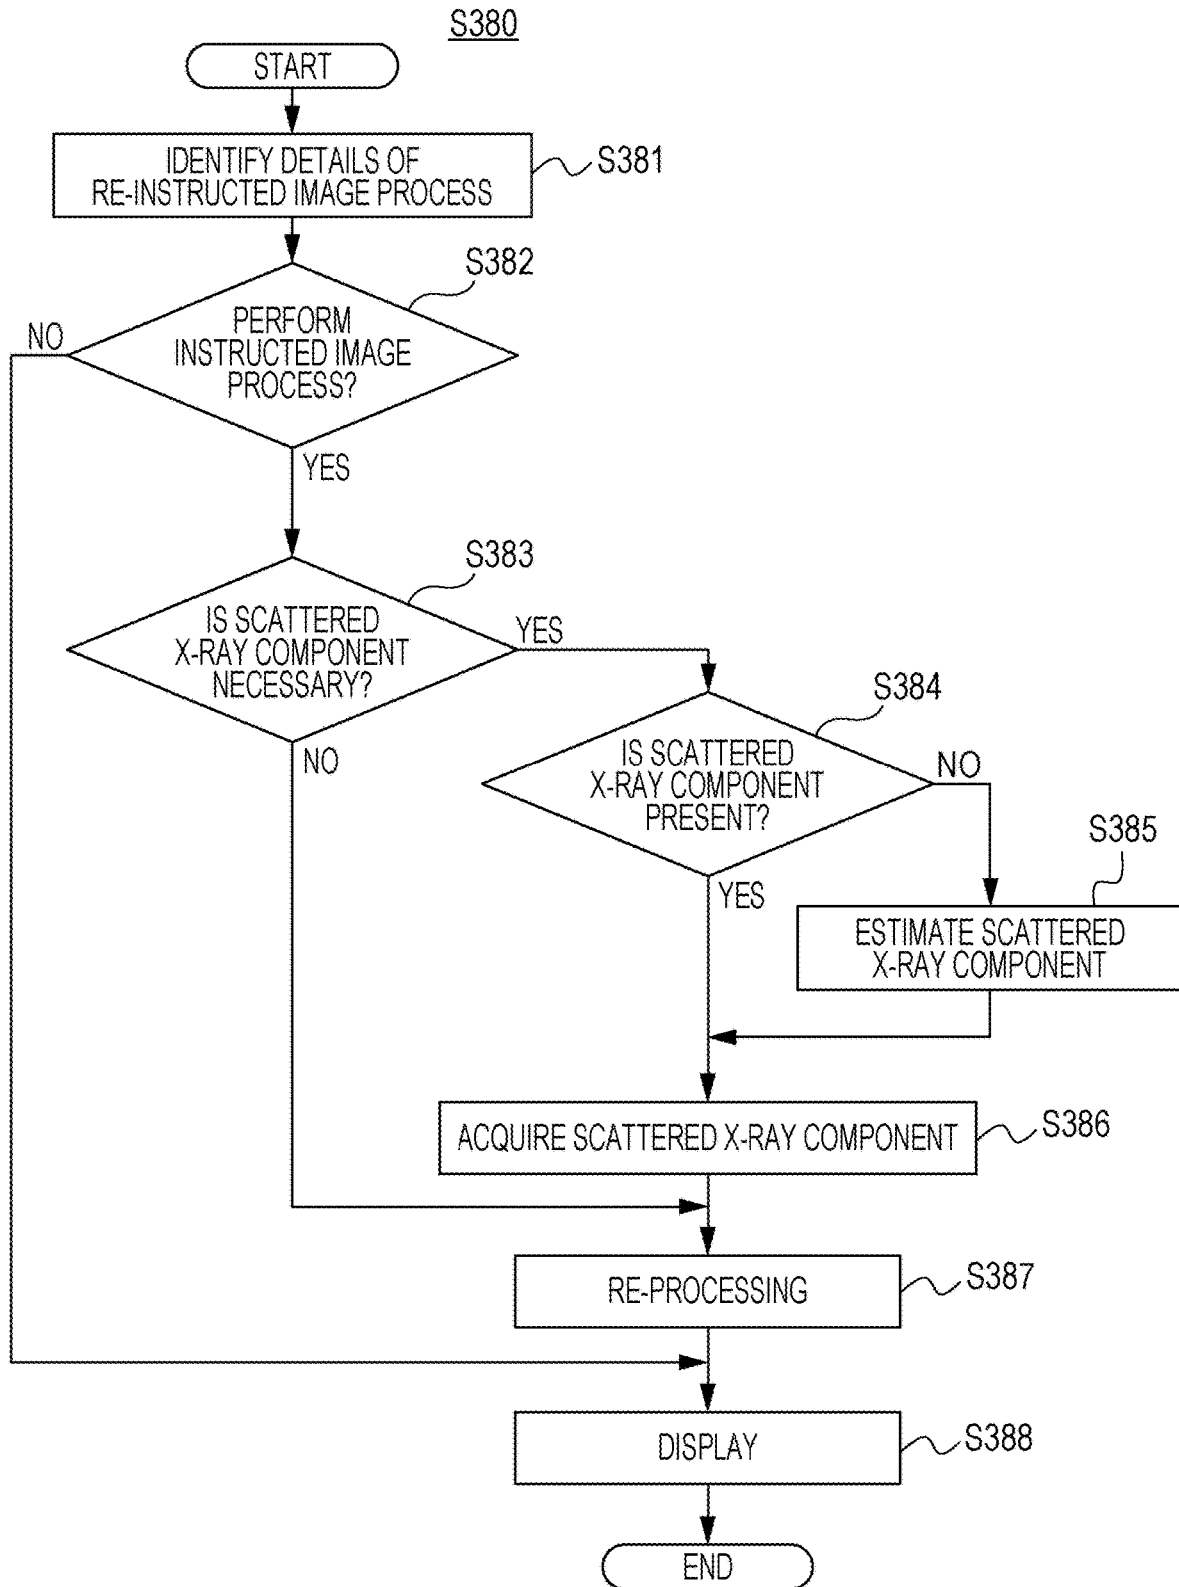 S380
START
IDENTIFY DETAILS OF
RE-INSTRUCTED IMAGE PROCESS
S381
S382
PERFORM
INSTRUCTED IMAGE
PROCESS?
NO
YES
S383
IS SCATTERED
X-RAY COMPONENT
NECESSARY?
YES
NO
S384
IS SCATTERED
X-RAY COMPONENT
PRESENT?
NO
YES
S385
ESTIMATE SCATTERED
X-RAY COMPONENT
ACQUIRE SCATTERED X-RAY COMPONENT
S386
RE-PROCESSING
S387
DISPLAY
S388
END